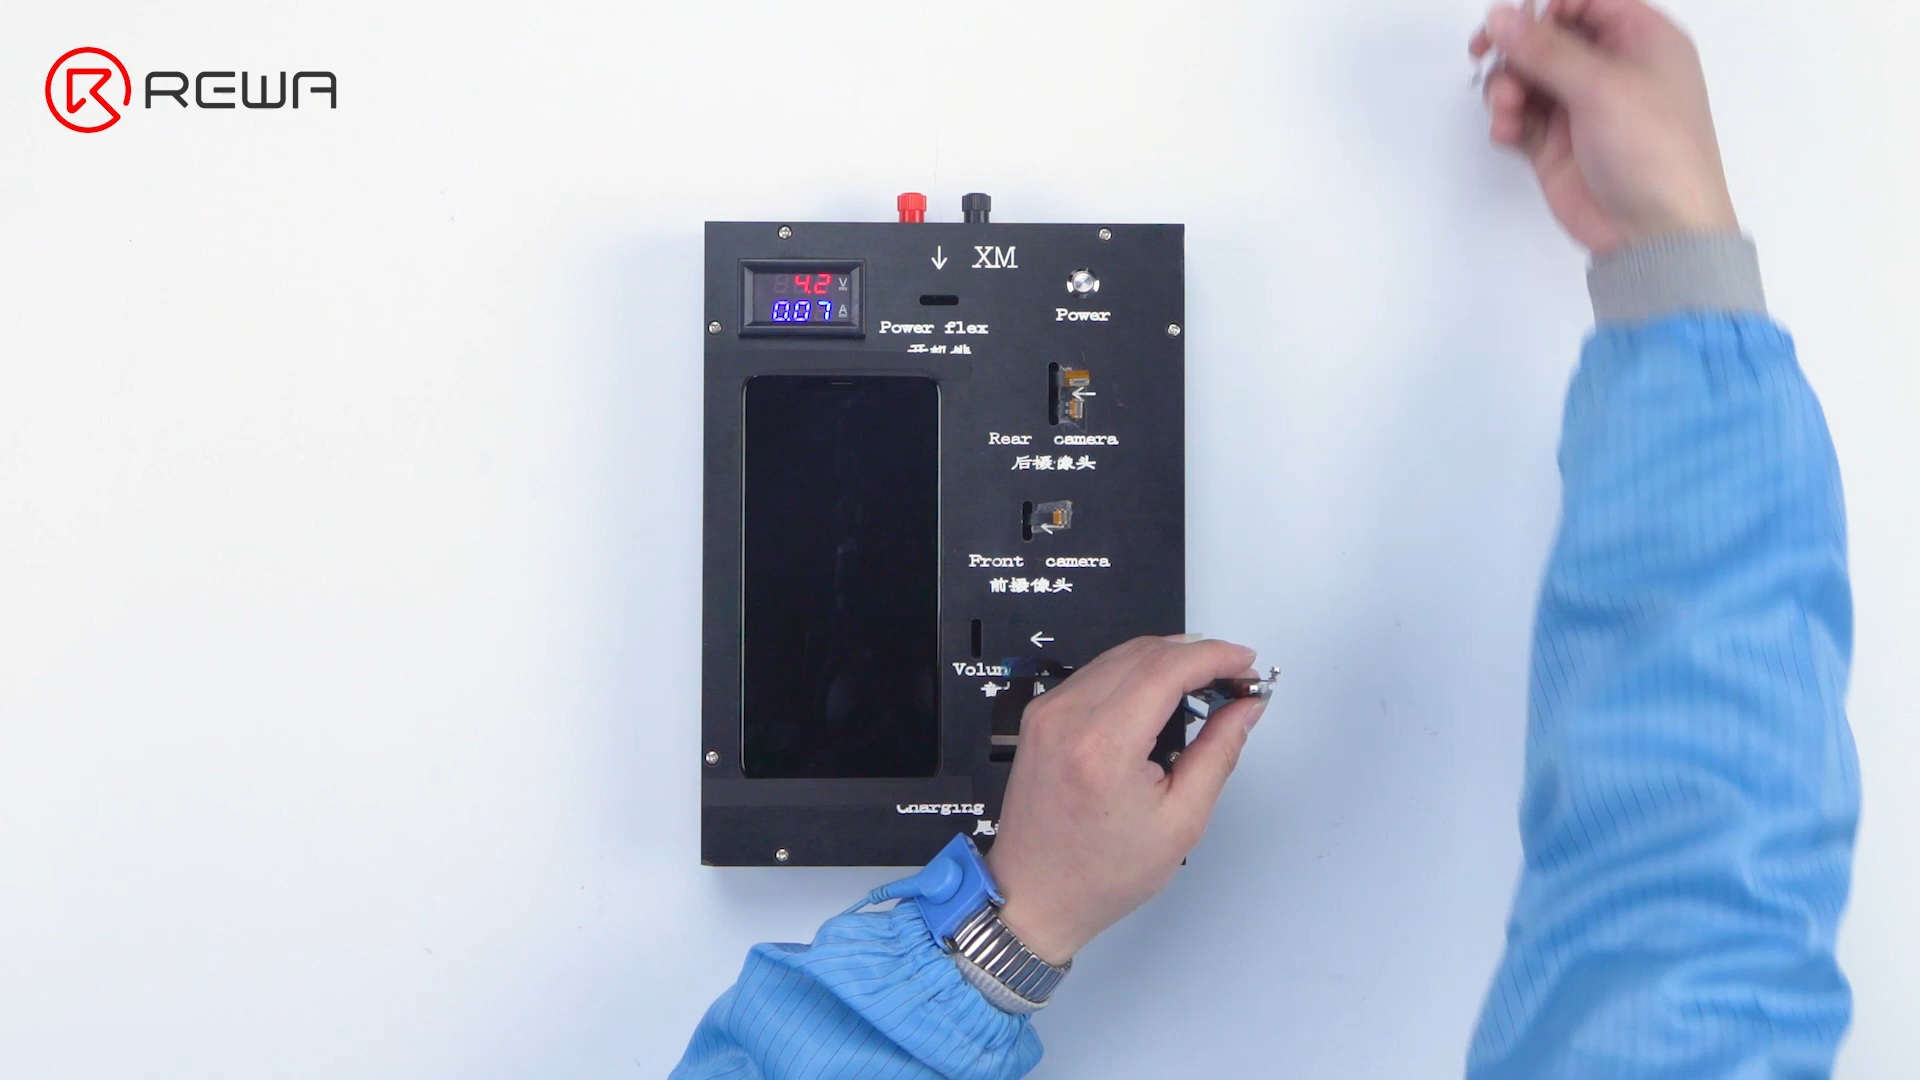 REWA
↓ XM
4.2 V
0.07 A
Power flex
Power
Rear camera
后摄像头
Front camera
前摄像头
←
Charging